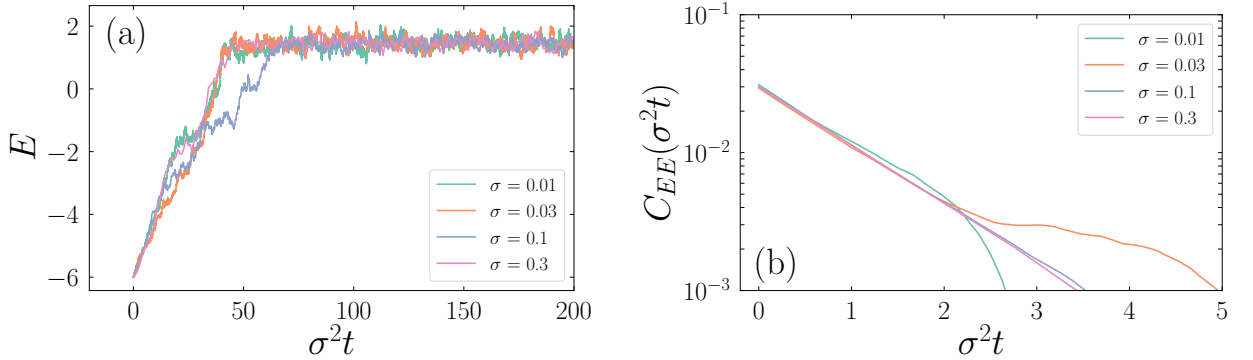 (a)
E
2
0
−2
−4
−6
0 50 100 150 200
σ²t
σ = 0.01
σ = 0.03
σ = 0.1
σ = 0.3
(b)
C_EE(σ²t)
10⁻¹
10⁻²
10⁻³
0 1 2 3 4 5
σ²t
σ = 0.01
σ = 0.03
σ = 0.1
σ = 0.3